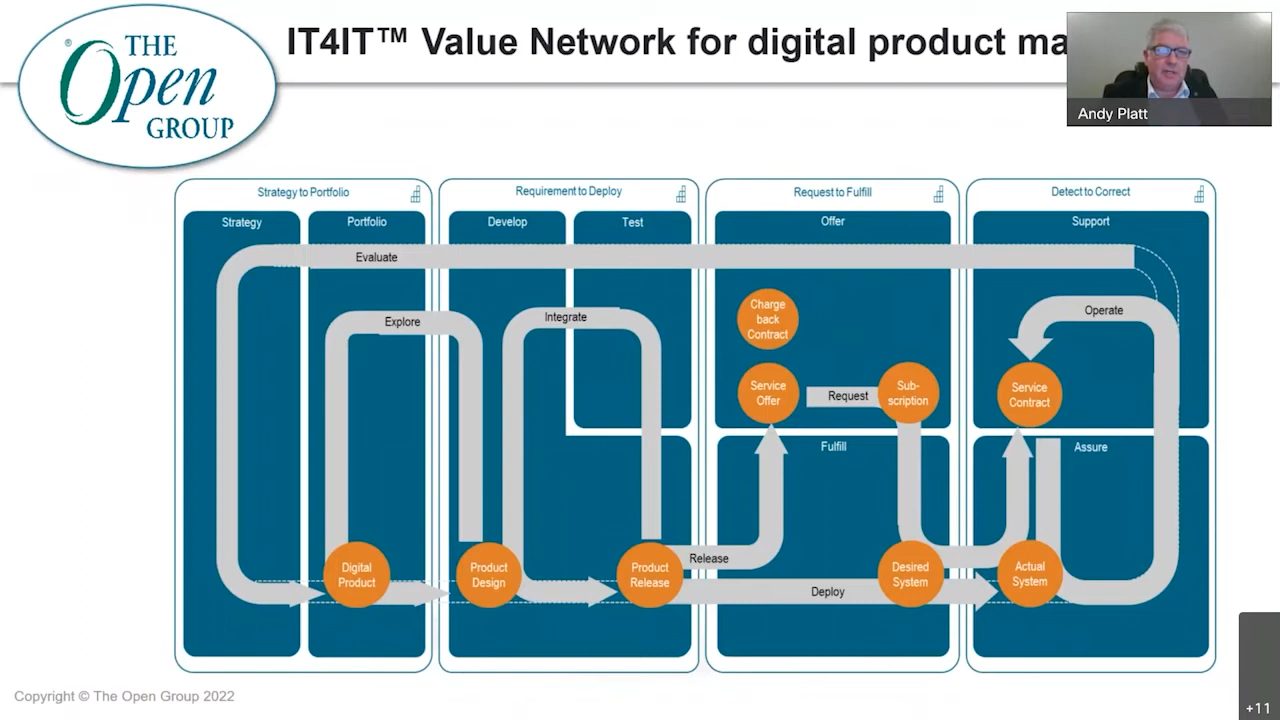 ® THE
Open
GROUP
IT4IT™ Value Network for digital product ma
Andy Platt
Strategy to Portfolio
Requirement to Deploy
Request to Fulfill
Detect to Correct
Strategy
Portfolio
Develop
Test
Offer
Support
Evaluate
Explore
Integrate
Charge
back
Contract
Operate
Service
Offer
Request
Sub-
scription
Service
Contract
Fulfill
Assure
Digital
Product
Product
Design
Product
Release
Release
Deploy
Desired
System
Actual
System
Copyright © The Open Group 2022
+11